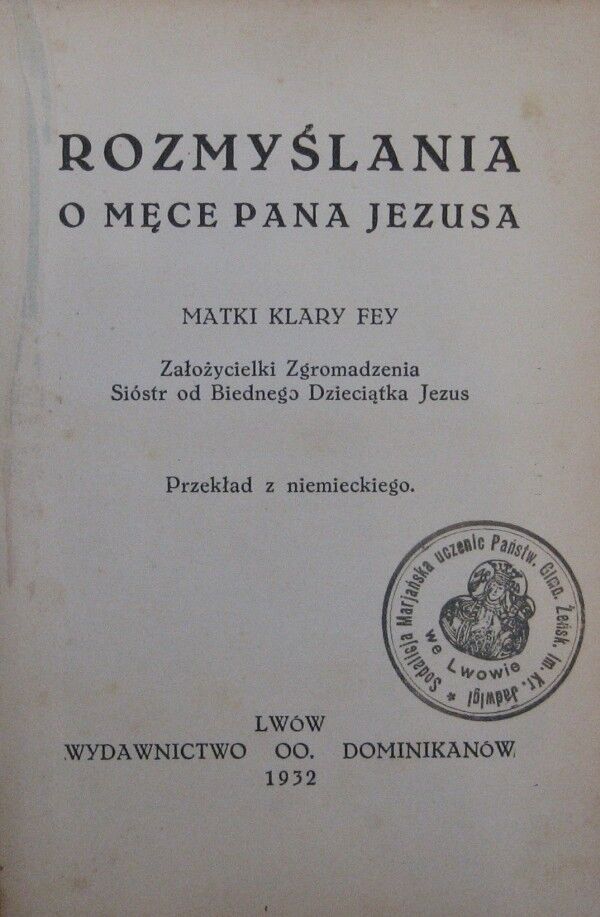 ROZMYŚLANIA
O MĘCE PANA JEZUSA
MATKI KLARY FEY
Założycielki Zgromadzenia
Sióstr od Biednego Dzieciątka Jezus
Przekład z niemieckiego.
Sodalicja Marjańska uczenic Państw. Gimn. Żeńsk. im. Kr. Jadwigi *
we Lwowie
LWÓW
WYDAWNICTWO OO. DOMINIKANÓW
1932